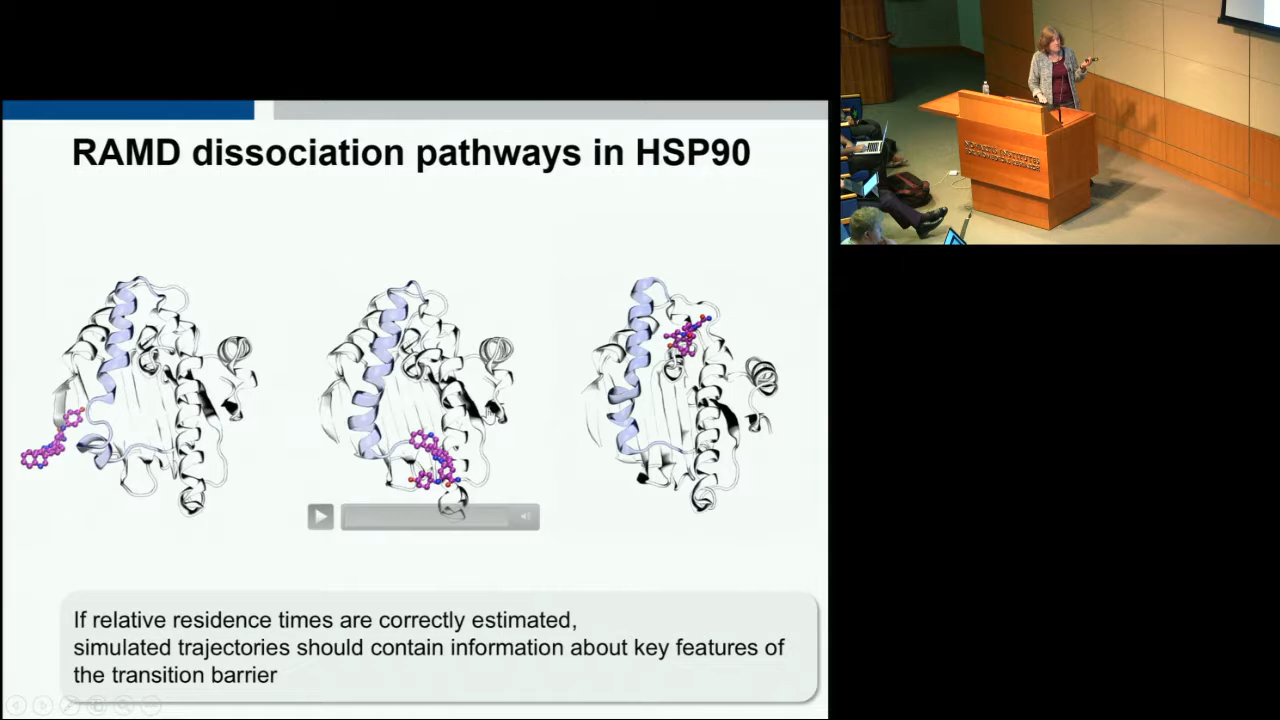 RAMD dissociation pathways in HSP90
If relative residence times are correctly estimated,
simulated trajectories should contain information about key features of
the transition barrier